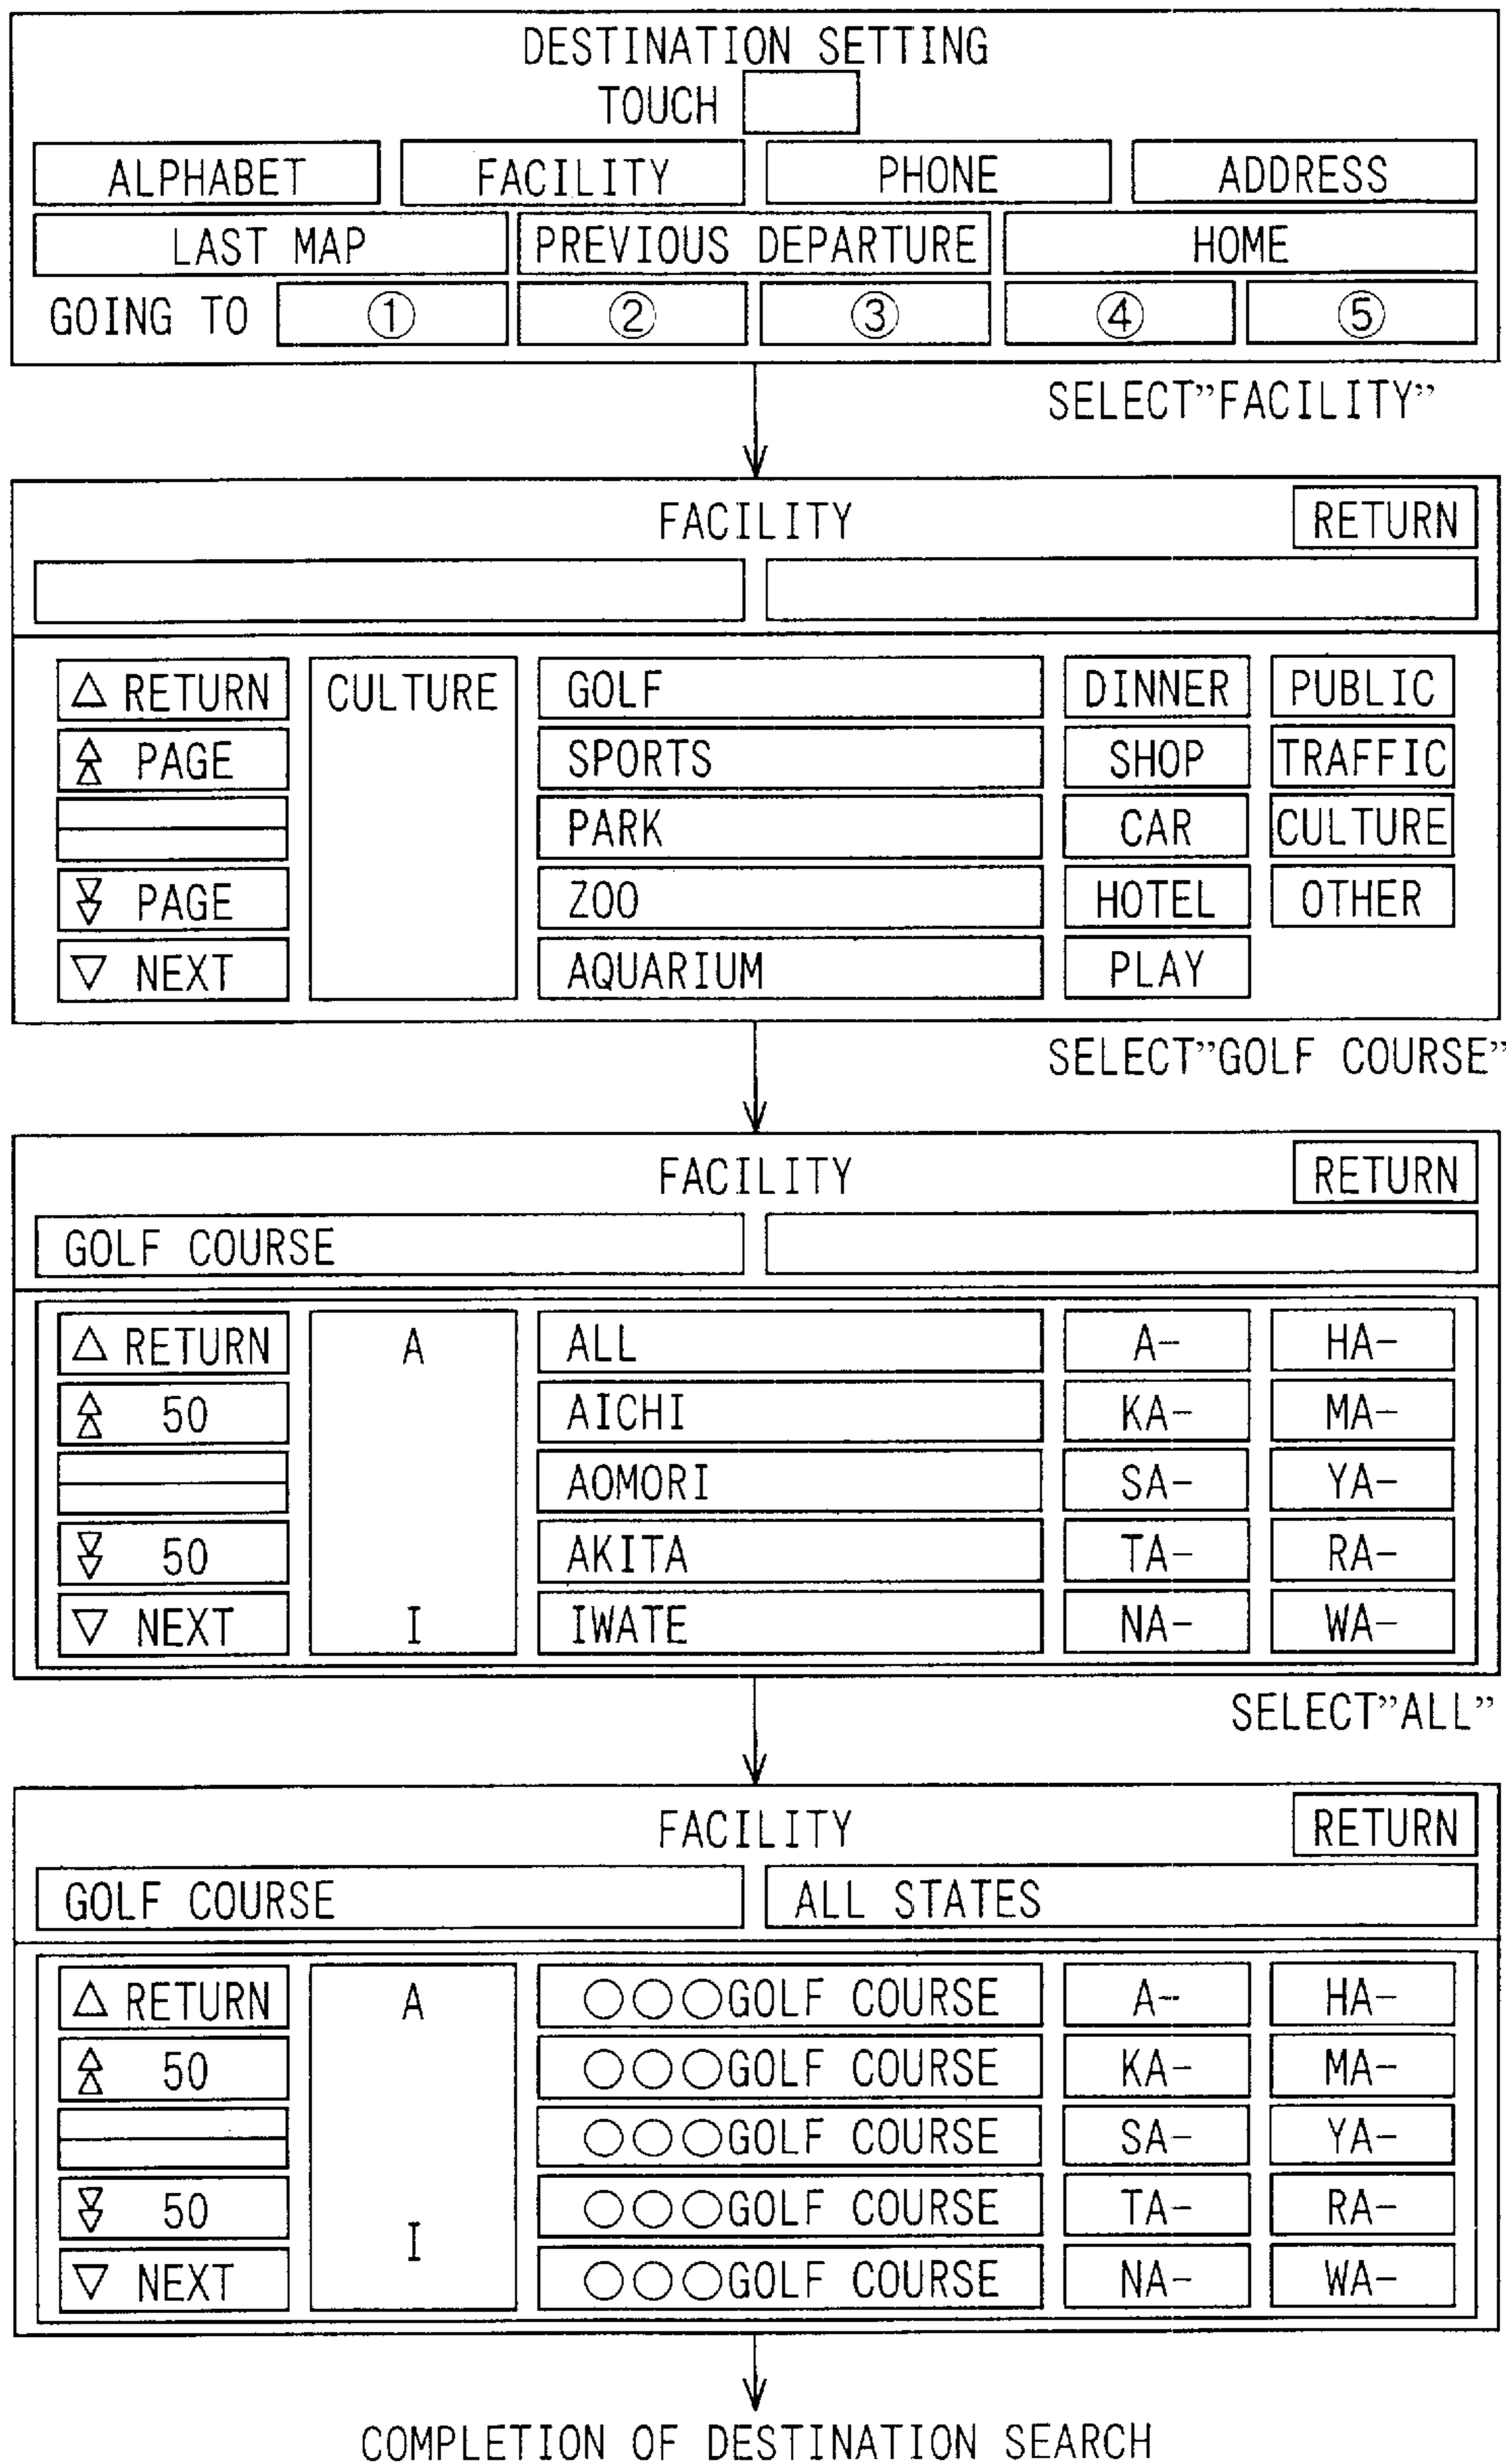 DESTINATION SETTING
TOUCH
ALPHABET FACILITY PHONE ADDRESS
LAST MAP PREVIOUS DEPARTURE HOME
GOING TO ① ② ③ ④ ⑤
SELECT”FACILITY”
FACILITY RETURN
△ RETURN CULTURE GOLF DINNER PUBLIC
PAGE SPORTS SHOP TRAFFIC
PARK CAR CULTURE
PAGE ZOO HOTEL OTHER
▽ NEXT AQUARIUM PLAY
SELECT”GOLF COURSE”
FACILITY RETURN
GOLF COURSE
△ RETURN A ALL A- HA-
50 AICHI KA- MA-
AOMORI SA- YA-
50 AKITA TA- RA-
▽ NEXT I IWATE NA- WA-
SELECT”ALL”
FACILITY RETURN
GOLF COURSE ALL STATES
△ RETURN A ○○○GOLF COURSE A- HA-
50 ○○○GOLF COURSE KA- MA-
○○○GOLF COURSE SA- YA-
50 I ○○○GOLF COURSE TA- RA-
▽ NEXT ○○○GOLF COURSE NA- WA-
COMPLETION OF DESTINATION SEARCH